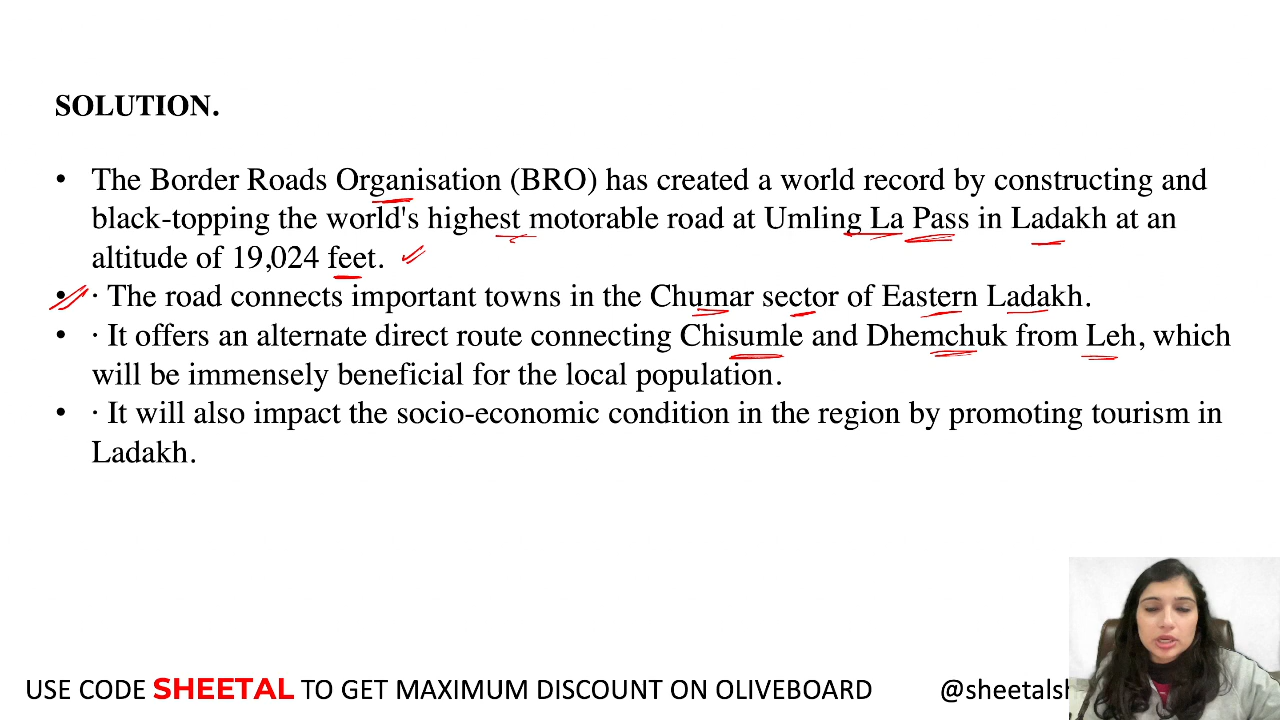 SOLUTION.
• The Border Roads Organisation (BRO) has created a world record by constructing and
black-topping the world's highest motorable road at Umling La Pass in Ladakh at an
altitude of 19,024 feet.
• · The road connects important towns in the Chumar sector of Eastern Ladakh.
• · It offers an alternate direct route connecting Chisumle and Dhemchuk from Leh, which
will be immensely beneficial for the local population.
• · It will also impact the socio-economic condition in the region by promoting tourism in
Ladakh.
USE CODE SHEETAL TO GET MAXIMUM DISCOUNT ON OLIVEBOARD